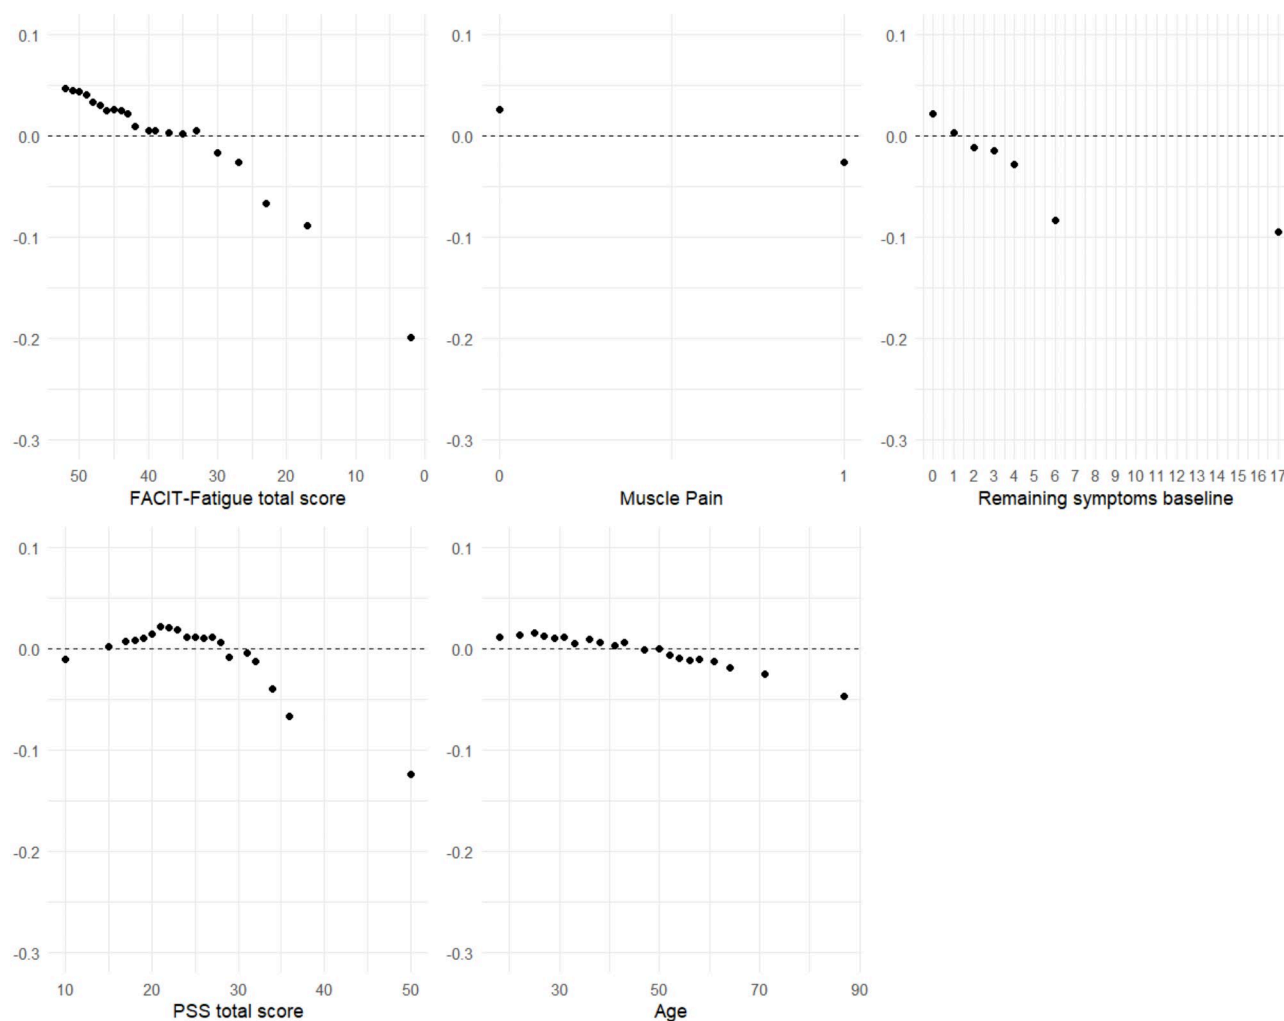 0.1
0.0
-0.1
-0.2
-0.3
50 40 30 20 10 0
FACIT-Fatigue total score
0.1
0.0
-0.1
-0.2
-0.3
0 1
Muscle Pain
0.1
0.0
-0.1
-0.2
-0.3
0 1 2 3 4 5 6 7 8 9 10 11 12 13 14 15 16 17
Remaining symptoms baseline
0.1
0.0
-0.1
-0.2
-0.3
10 20 30 40 50
PSS total score
0.1
0.0
-0.1
-0.2
-0.3
30 50 70 90
Age